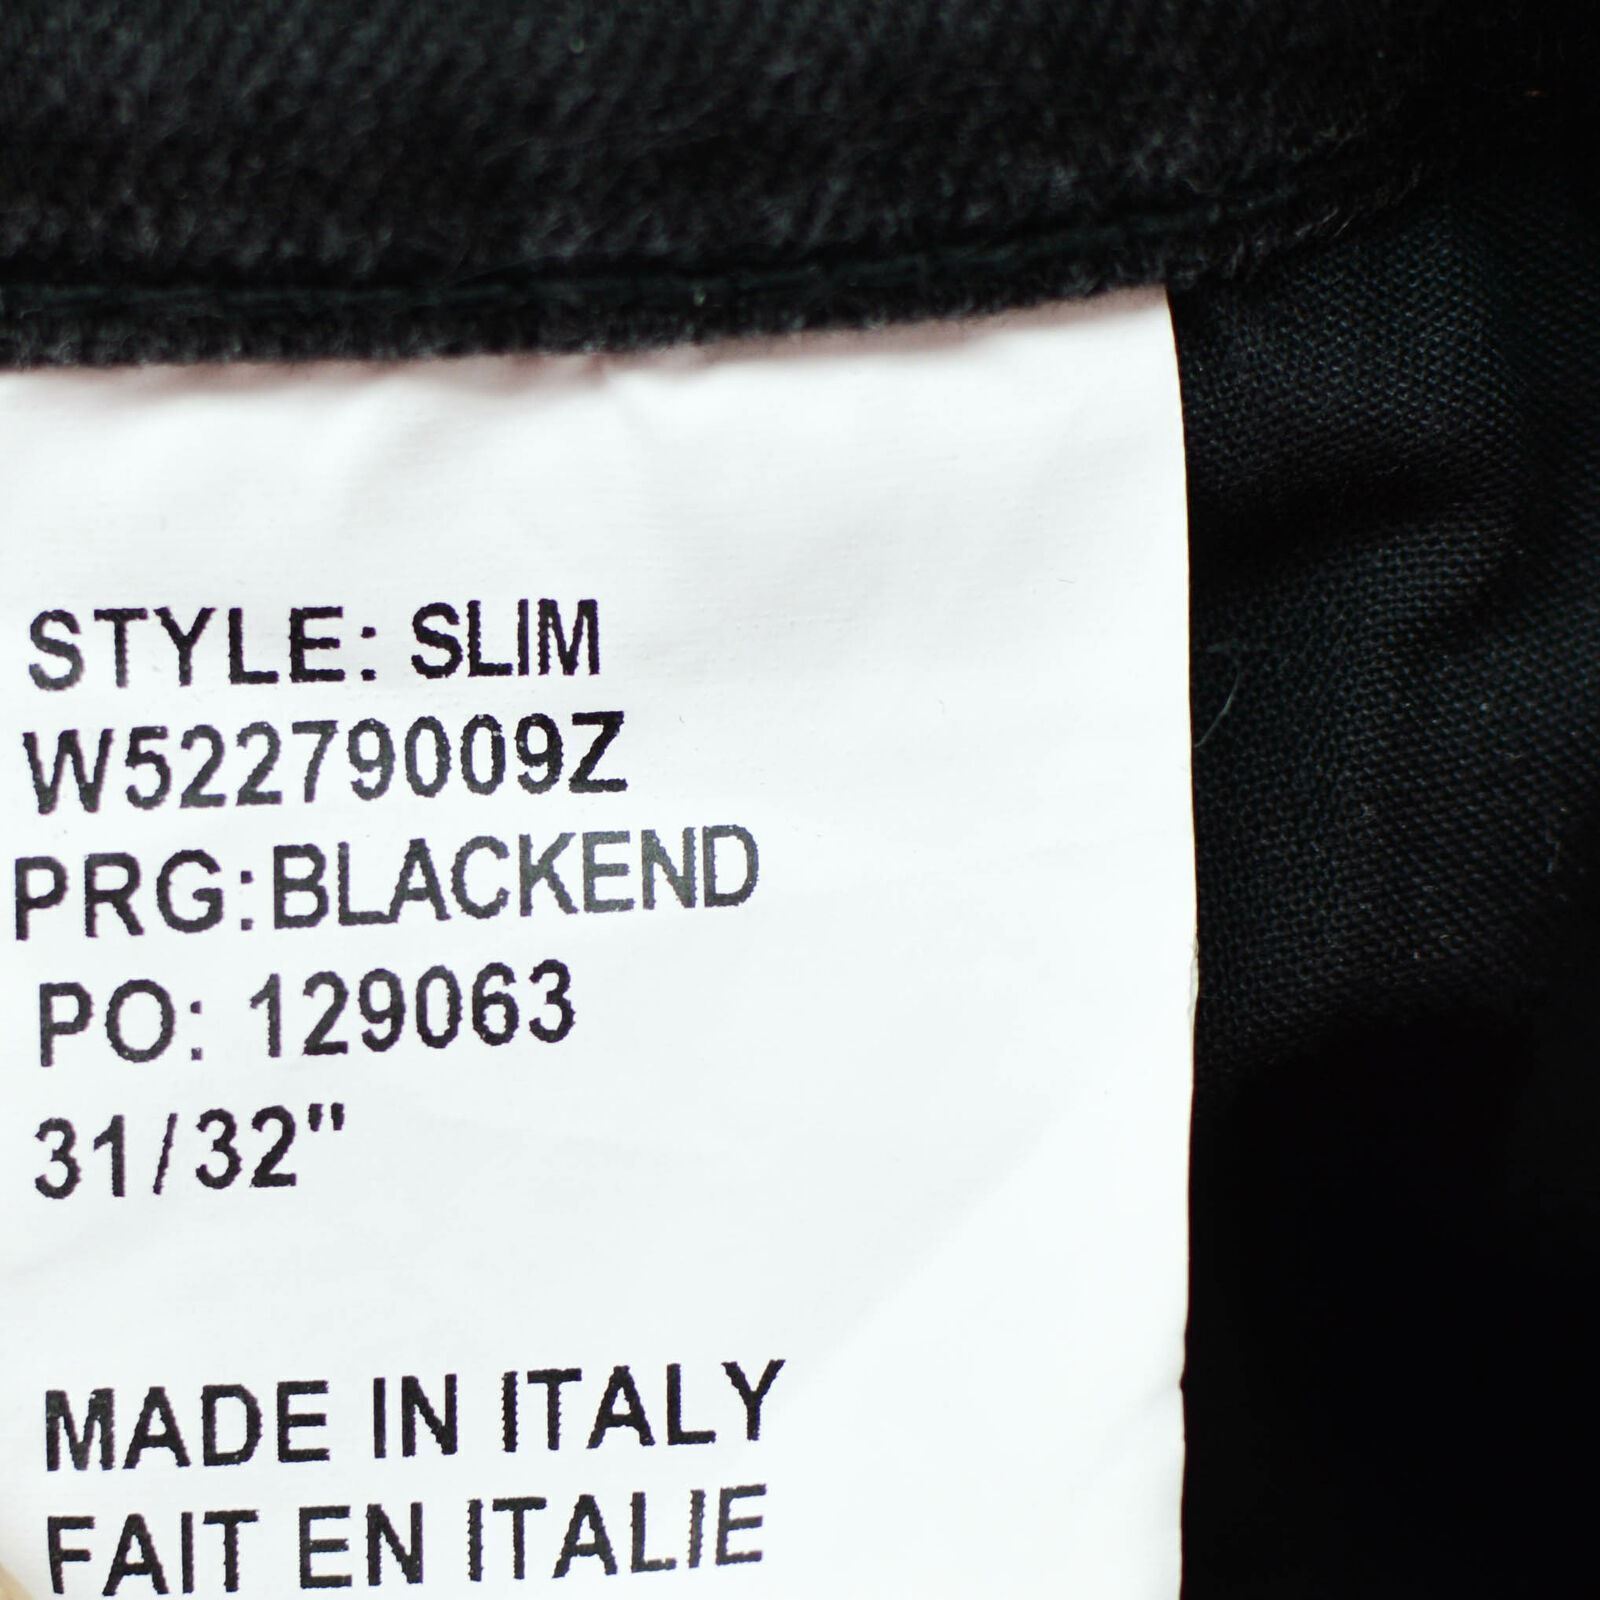 STYLE: SLIM
W52279009Z
PRG:BLACKEND
PO: 129063
31/32"
MADE IN ITALY
FAIT EN ITALIE